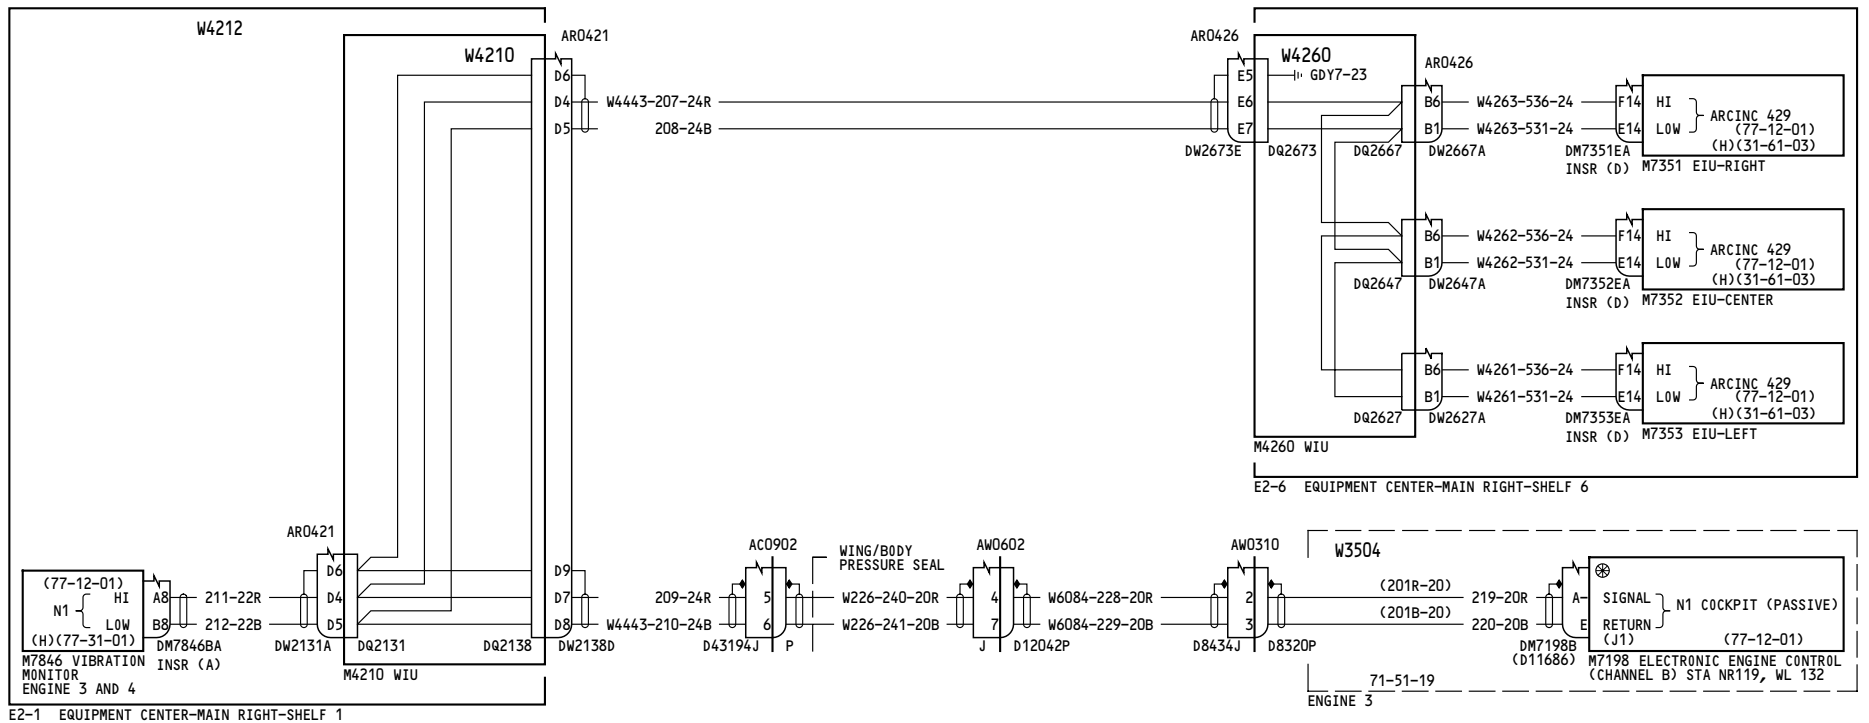 W4212
W4210
AR0421
D6
D4
D5
W4443-207-24R
208-24B
AR0426
W4260
E5
GDY7-23
E6
E7
DW2673E
DQ2673
AR0426
B6
B1
DQ2667
DW2667A
W4263-536-24
W4263-531-24
F14
E14
HI
LOW
ARCINC 429
(77-12-01)
(H)(31-61-03)
DM7351EA
INSR (D)
M7351 EIU-RIGHT
B6
B1
DQ2647
DW2647A
W4262-536-24
W4262-531-24
F14
E14
HI
LOW
ARCINC 429
(77-12-01)
(H)(31-61-03)
DM7352EA
INSR (D)
M7352 EIU-CENTER
B6
B1
DQ2627
DW2627A
W4261-536-24
W4261-531-24
F14
E14
HI
LOW
ARCINC 429
(77-12-01)
(H)(31-61-03)
DM7353EA
INSR (D)
M7353 EIU-LEFT
M4260 WIU
E2-6 EQUIPMENT CENTER-MAIN RIGHT-SHELF 6
(77-12-01)
HI
N1
LOW
(H)(77-31-01)
A8
B8
M7846 VIBRATION
MONITOR
ENGINE 3 AND 4
DM7846BA
INSR (A)
211-22R
212-22B
AR0421
D6
D4
D5
DW2131A
DQ2131
M4210 WIU
D9
D7
D8
DQ2138
DW2138D
209-24R
W4443-210-24B
AC0902
5
6
D43194J
P
WING/BODY
PRESSURE SEAL
W226-240-20R
W226-241-20B
AW0602
4
7
J
D12042P
W6084-228-20R
W6084-229-20B
AW0310
2
3
D8434J
D8320P
W3504
(201R-20)
(201B-20)
219-20R
220-20B
A-
E
SIGNAL
RETURN
(J1)
N1 COCKPIT (PASSIVE)
(77-12-01)
DM7198B
(D11686)
M7198 ELECTRONIC ENGINE CONTROL
(CHANNEL B) STA NR119, WL 132
71-51-19
ENGINE 3
E2-1 EQUIPMENT CENTER-MAIN RIGHT-SHELF 1